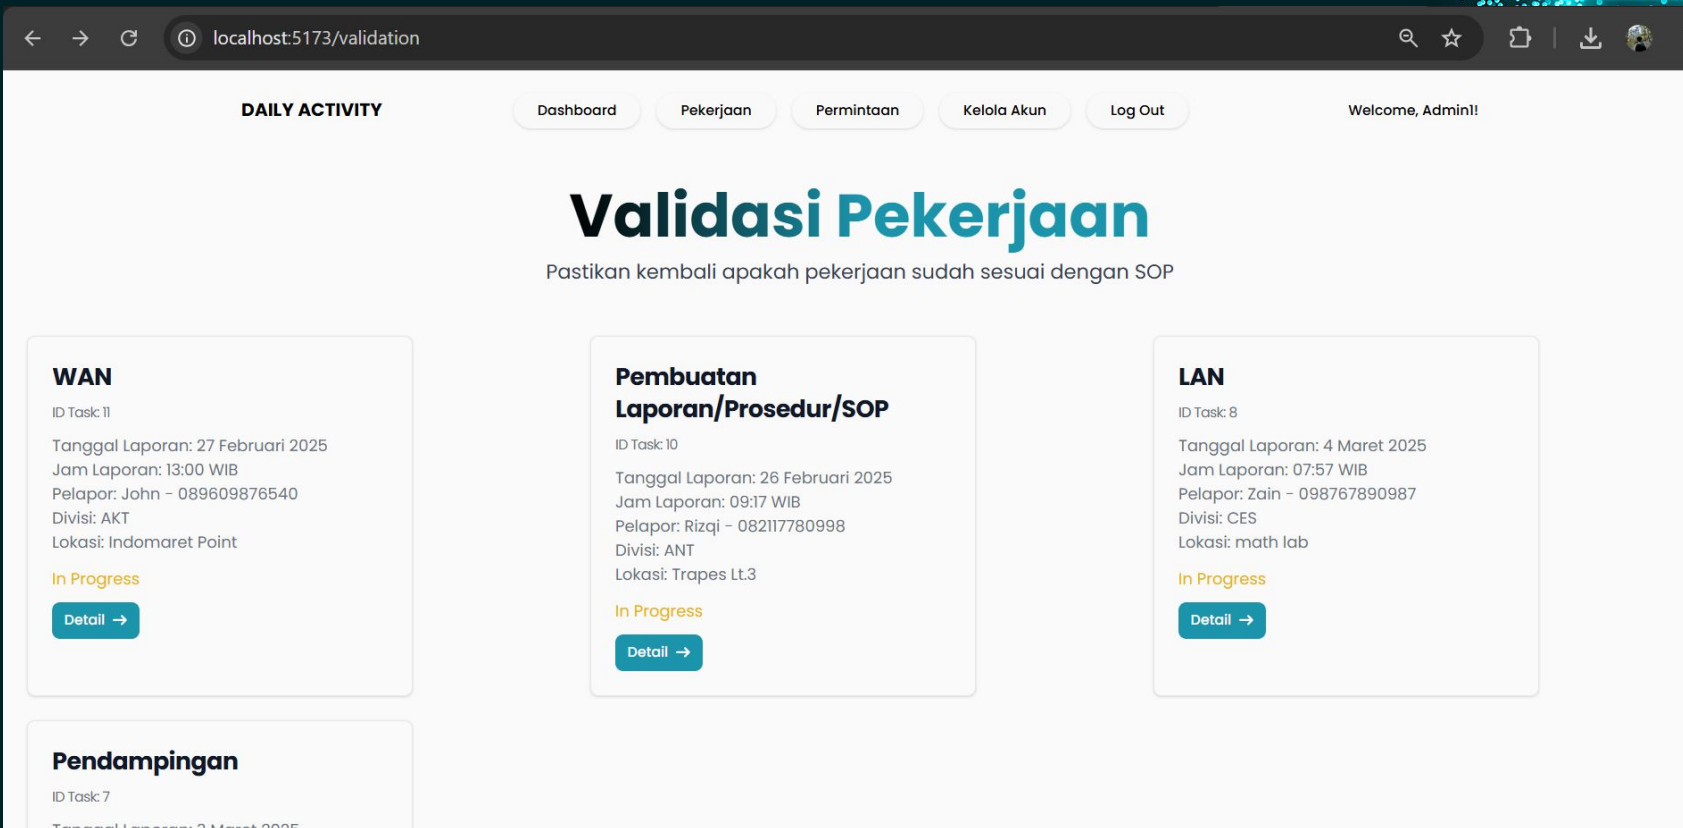 localhost:5173/validation
DAILY ACTIVITY
Dashboard
Pekerjaan
Permintaan
Kelola Akun
Log Out
Welcome, Admin1!
Validasi Pekerjaan
Pastikan kembali apakah pekerjaan sudah sesuai dengan SOP
WAN
ID Task: 11
Tanggal Laporan: 27 Februari 2025
Jam Laporan: 13:00 WIB
Pelapor: John - 089609876540
Divisi: AKT
Lokasi: Indomaret Point
In Progress
Detail →
Pembuatan
Laporan/Prosedur/SOP
ID Task: 10
Tanggal Laporan: 26 Februari 2025
Jam Laporan: 09:17 WIB
Pelapor: Rizqi - 082117780998
Divisi: ANT
Lokasi: Trapes Lt.3
In Progress
Detail →
LAN
ID Task: 8
Tanggal Laporan: 4 Maret 2025
Jam Laporan: 07:57 WIB
Pelapor: Zain - 098767890987
Divisi: CES
Lokasi: math lab
In Progress
Detail →
Pendampingan
ID Task: 7
Tanggal Laporan: 3 Maret 2025